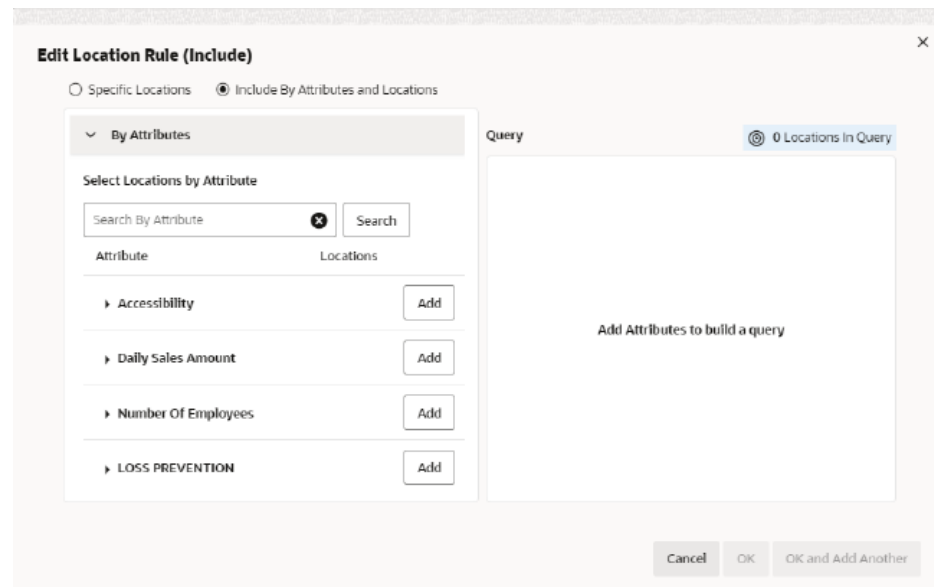 Edit Location Rule (Include)
Specific Locations Include By Attributes and Locations
By Attributes
Query
0 Locations In Query
Select Locations by Attribute
Search By Attribute
Search
Attribute Locations
Accessibility Add
Daily Sales Amount Add
Number Of Employees Add
LOSS PREVENTION Add
Add Attributes to build a query
Cancel OK OK and Add Another